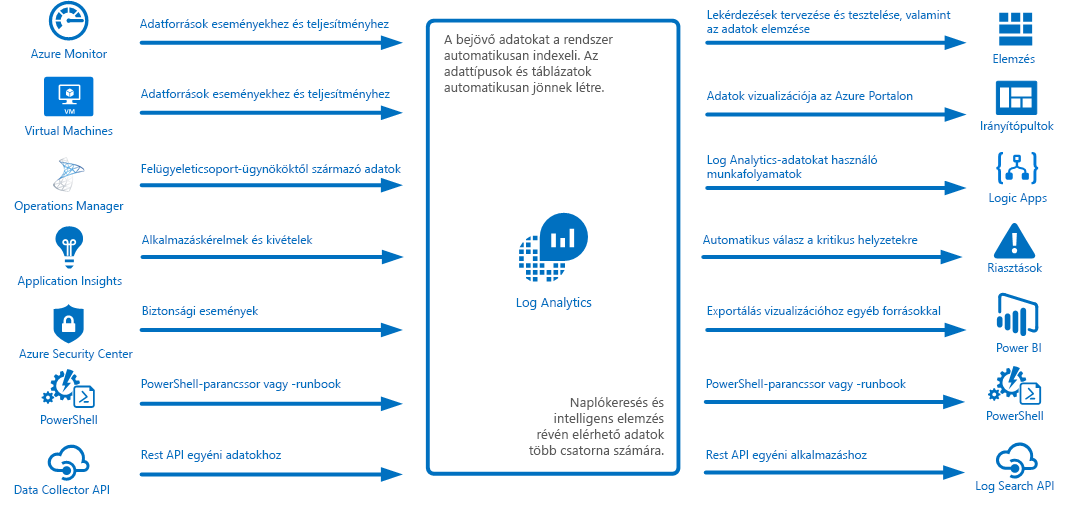 Adatforrások eseményekhez és teljesítményhez
Azure Monitor
Adatforrások eseményekhez és teljesítményhez
VM
Virtual Machines
Felügyeleticsoport-ügynököktől származó adatok
Operations Manager
Alkalmazáskérelmek és kivételek
Application Insights
Biztonsági események
Azure Security Center
PowerShell-parancssor vagy -runbook
PowerShell
Rest API egyéni adatokhoz
Data Collector API
A bejövő adatokat a rendszer
automatikusan indexeli. Az
adattípusok és táblázatok
automatikusan jönnek létre.
Log Analytics
Naplókeresés és
intelligens elemzés
révén elérhető adatok
több csatorna számára.
Lekérdezések tervezése és tesztelése, valamint
az adatok elemzése
Elemzés
Adatok vizualizációja az Azure Portalon
Irányítópultok
Log Analytics-adatokat használó
munkafolyamatok
Logic Apps
Automatikus válasz a kritikus helyzetekre
Riasztások
Exportálás vizualizációhoz egyéb forrásokkal
Power BI
PowerShell-parancssor vagy -runbook
PowerShell
Rest API egyéni alkalmazáshoz
Log Search API